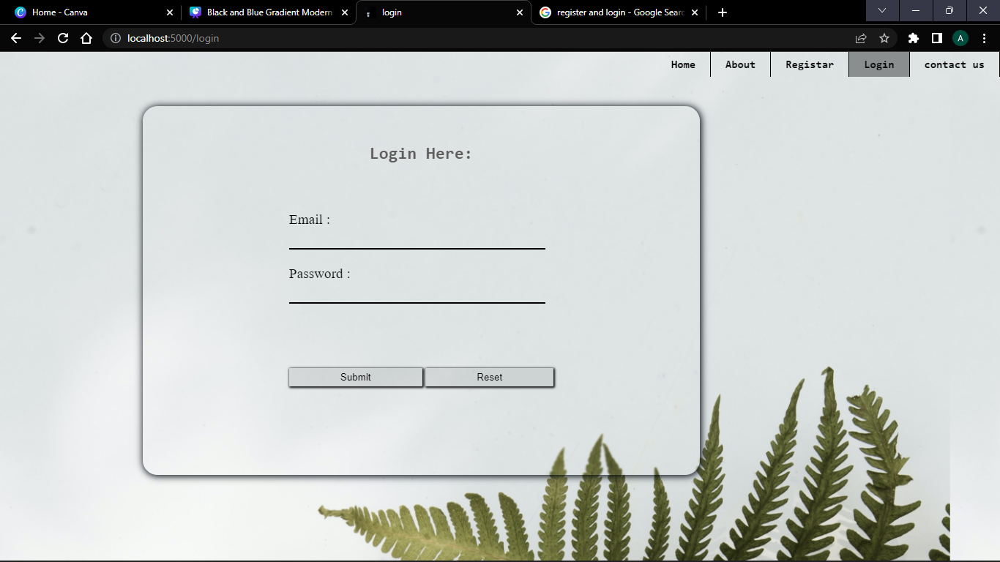 Home - Canva
Black and Blue Gradient Modern
login
register and login - Google Searc
localhost:5000/login
A
Home
About
Registar
Login
contact us
Login Here:
Email :
Password :
Submit
Reset